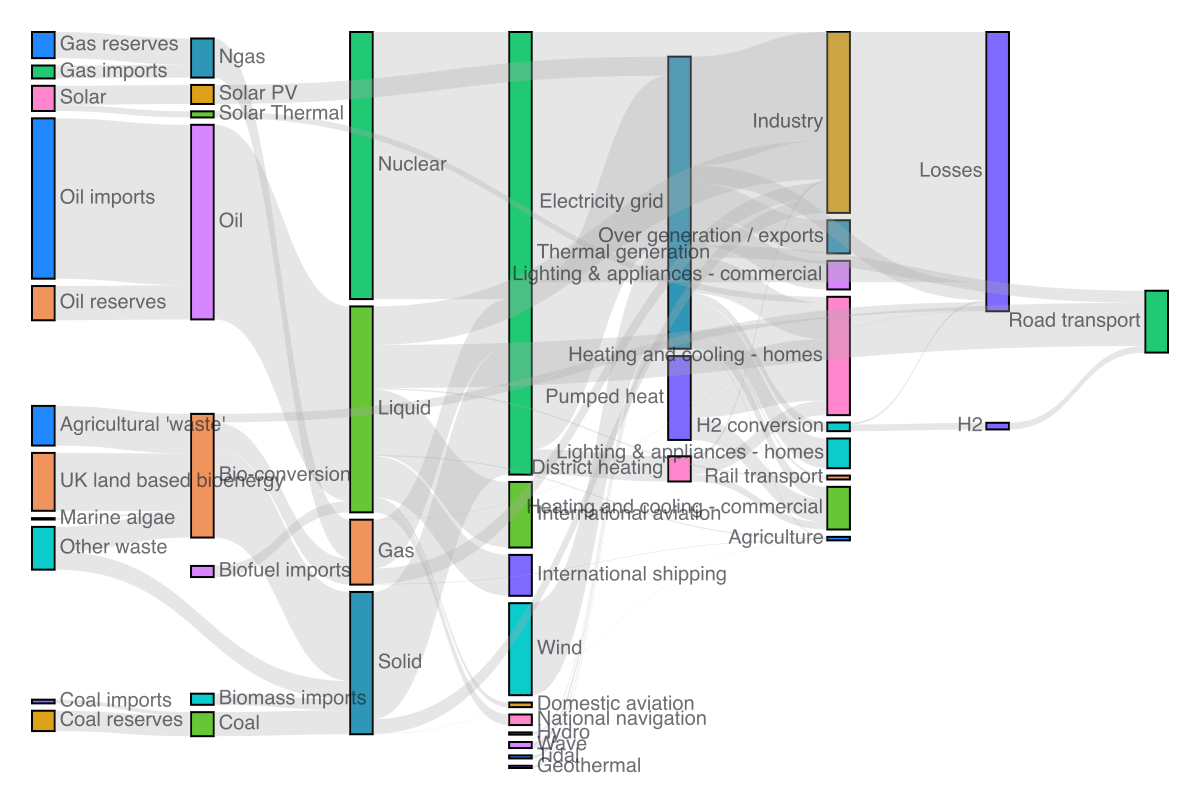 Gas reserves
Gas imports
Solar
Oil imports
Oil reserves
Agricultural 'waste'
UK land based bioenergy
Marine algae
Other waste
Coal imports
Coal reserves
Ngas
Solar PV
Solar Thermal
Oil
Bio-conversion
Biofuel imports
Biomass imports
Coal
Nuclear
Liquid
Gas
Solid
Thermal generation
International aviation
International shipping
Wind
Domestic aviation
National navigation
Hydro
Wave
Tidal
Geothermal
Electricity grid
Pumped heat
District heating
Industry
Over generation / exports
Lighting & appliances - commercial
Heating and cooling - homes
H2 conversion
Lighting & appliances - homes
Rail transport
Heating and cooling - commercial
Agriculture
Losses
H2
Road transport